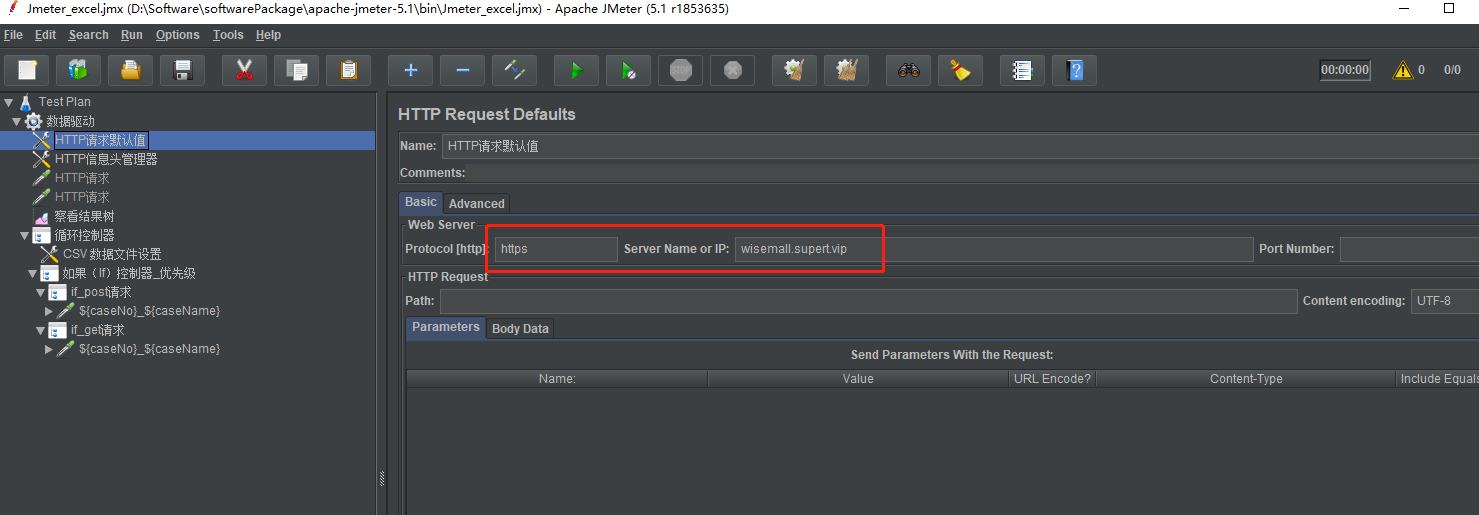 Jmeter_excel.jmx (D:\Software\softwarePackage\apache-jmeter-5.1\bin\Jmeter_excel.jmx) - Apache JMeter (5.1 r1853635)
File Edit Search Run Options Tools Help
STOP 00:00:00 0 0/0
Test Plan
数据驱动
HTTP请求默认值
HTTP信息头管理器
HTTP请求
HTTP请求
察看结果树
循环控制器
CSV 数据文件设置
如果（If）控制器_优先级
if_post请求
${caseNo}_${caseName}
if_get请求
${caseNo}_${caseName}
HTTP Request Defaults
Name: HTTP请求默认值
Comments:
Basic Advanced
Web Server
Protocol [http]: https Server Name or IP: wisemall.supert.vip Port Number:
HTTP Request
Path: Content encoding: UTF-8
Parameters Body Data
Send Parameters With the Request:
Name: Value URL Encode? Content-Type Include Equals